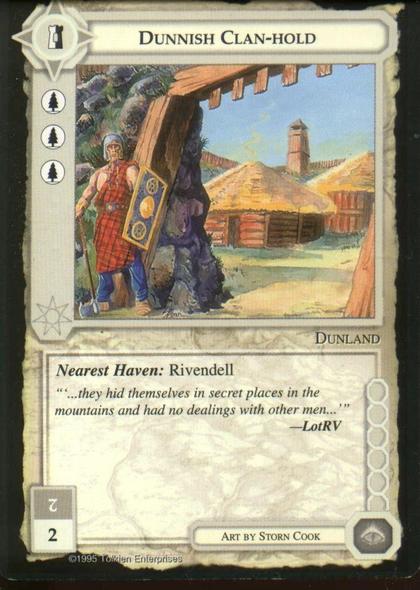 DUNNISH CLAN-HOLD
DUNLAND
Nearest Haven: Rivendell
"'...they hid themselves in secret places in the
mountains and had no dealings with other men...'"
—LotRV
2
2
ART BY STORN COOK
©1995 Tolkien Enterprises